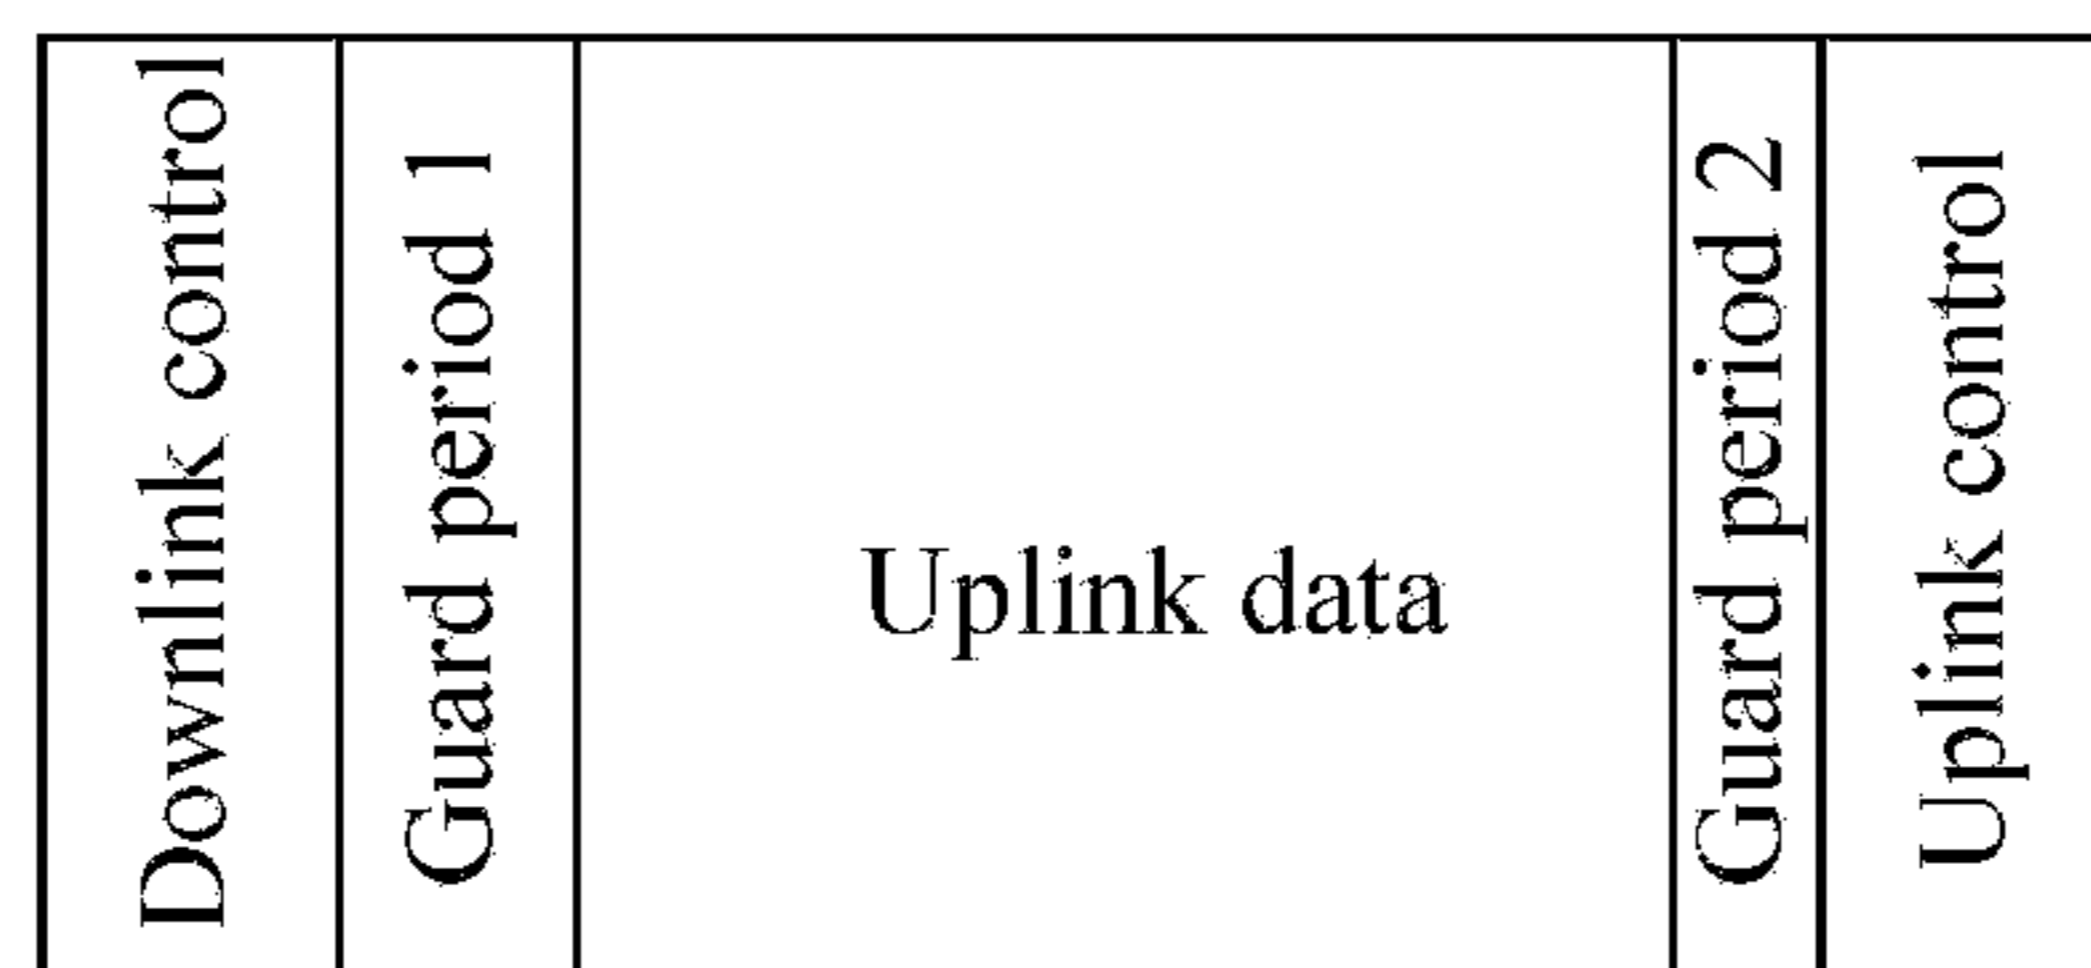 Downlink control
Guard period 1
Uplink data
Guard period 2
Uplink control